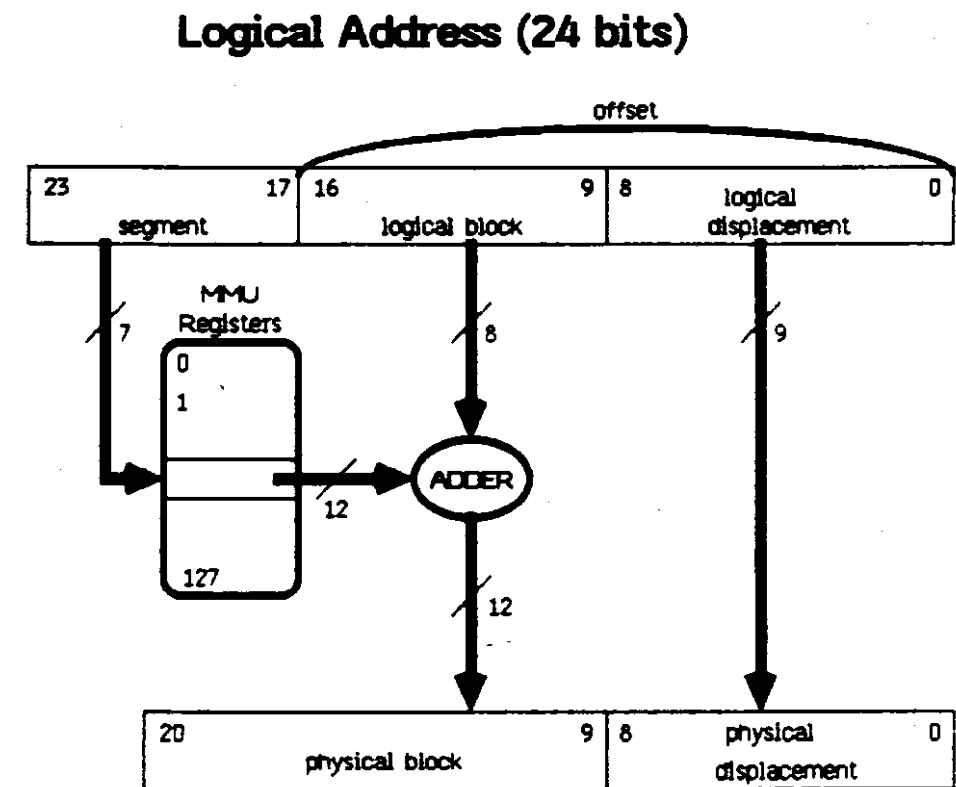 Logical Address (24 bits)
offset
23 17 16 9 8 logical 0
segment logical block displacement
MMU
Registers
7 8 9
0
1
ADDER
12
127
12
20 9 8 physical 0
physical block displacement